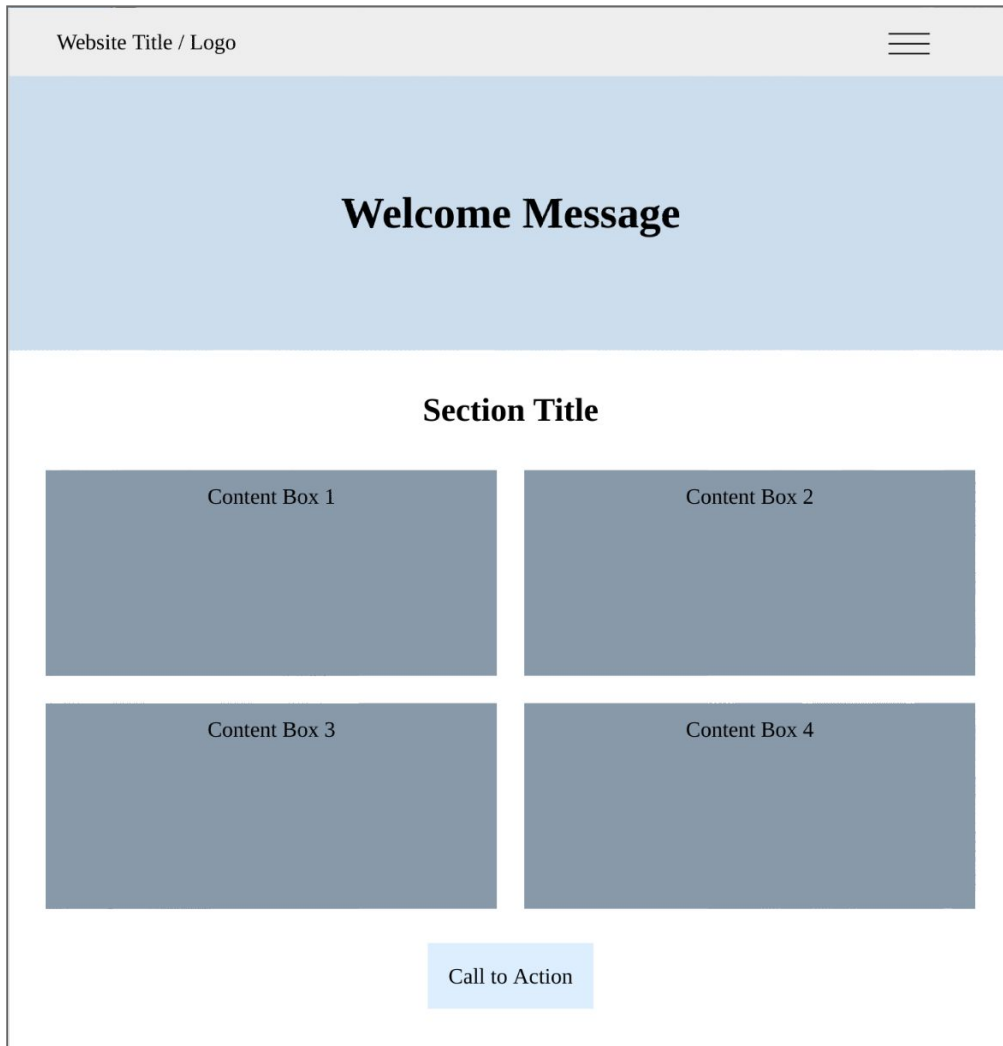 Website Title / Logo
Welcome Message
Section Title
Content Box 1
Content Box 2
Content Box 3
Content Box 4
Call to Action